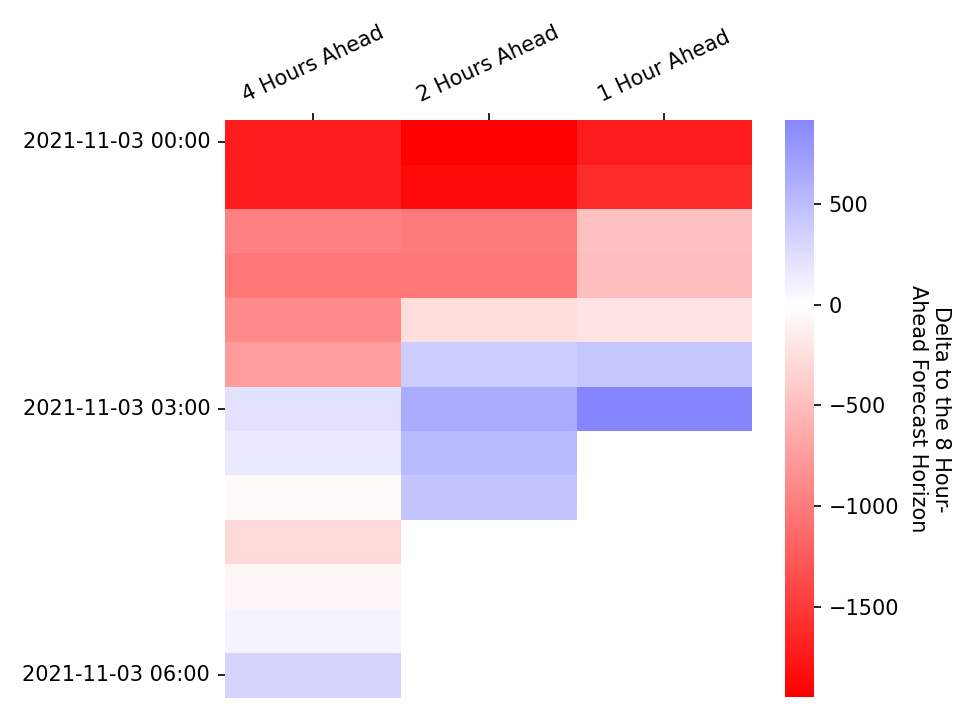 4 Hours Ahead
2 Hours Ahead
1 Hour Ahead
2021-11-03 00:00
2021-11-03 03:00
2021-11-03 06:00
500
0
−500
−1000
−1500
Delta to the 8 Hour-
Ahead Forecast Horizon